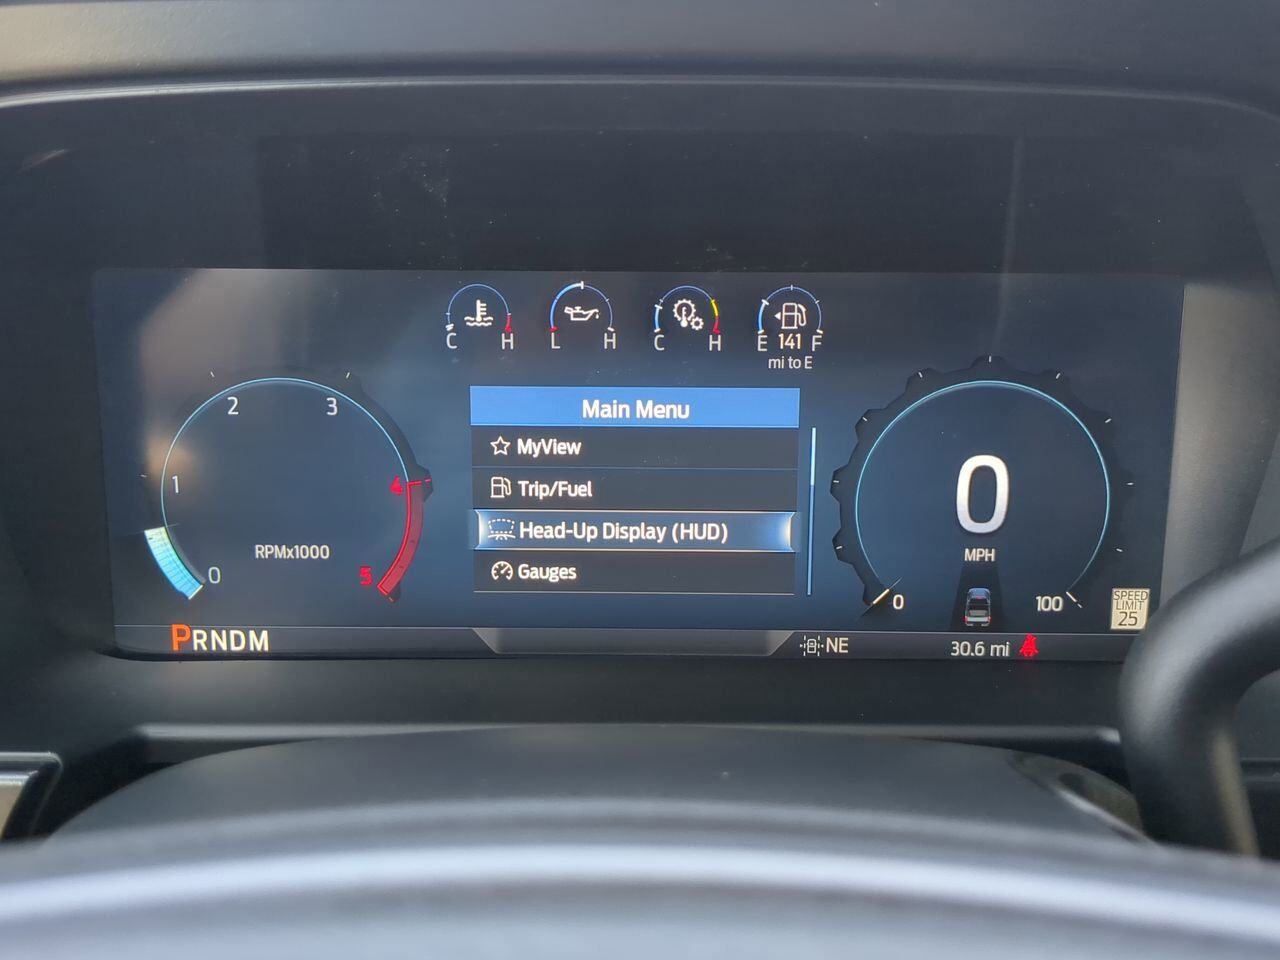 C H
L H
C H
E 141 F
mi to E
Main Menu
MyView
Trip/Fuel
Head-Up Display (HUD)
Gauges
0
1
2
3
4
5
RPMx1000
0
MPH
0
100
SPEED
LIMIT
25
PRNDM
NE
30.6 mi